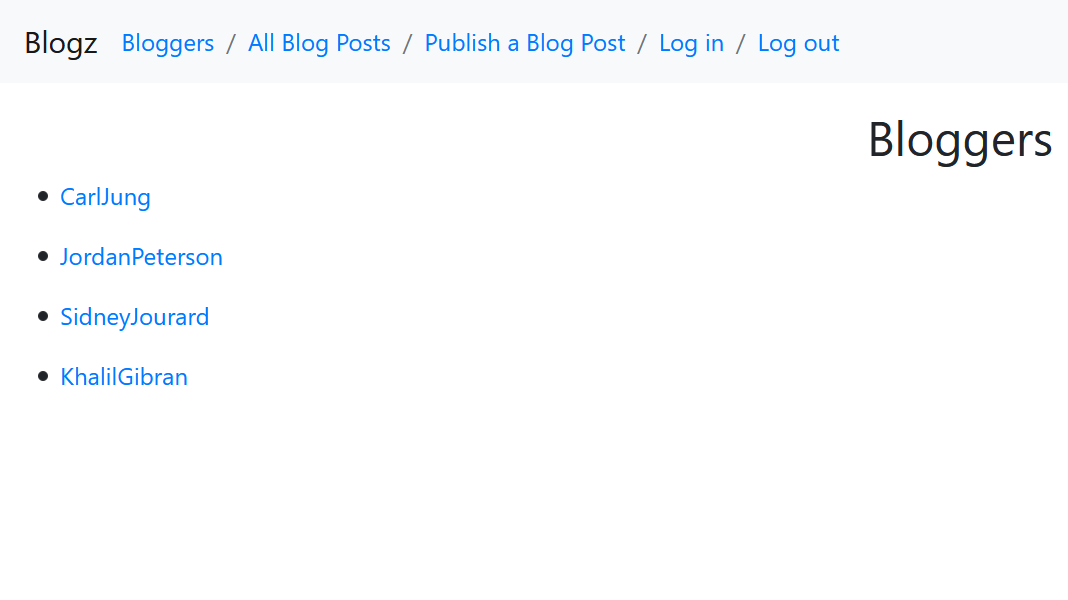 Blogz Bloggers / All Blog Posts / Publish a Blog Post / Log in / Log out
Bloggers
CarlJung
JordanPeterson
SidneyJourard
KhalilGibran